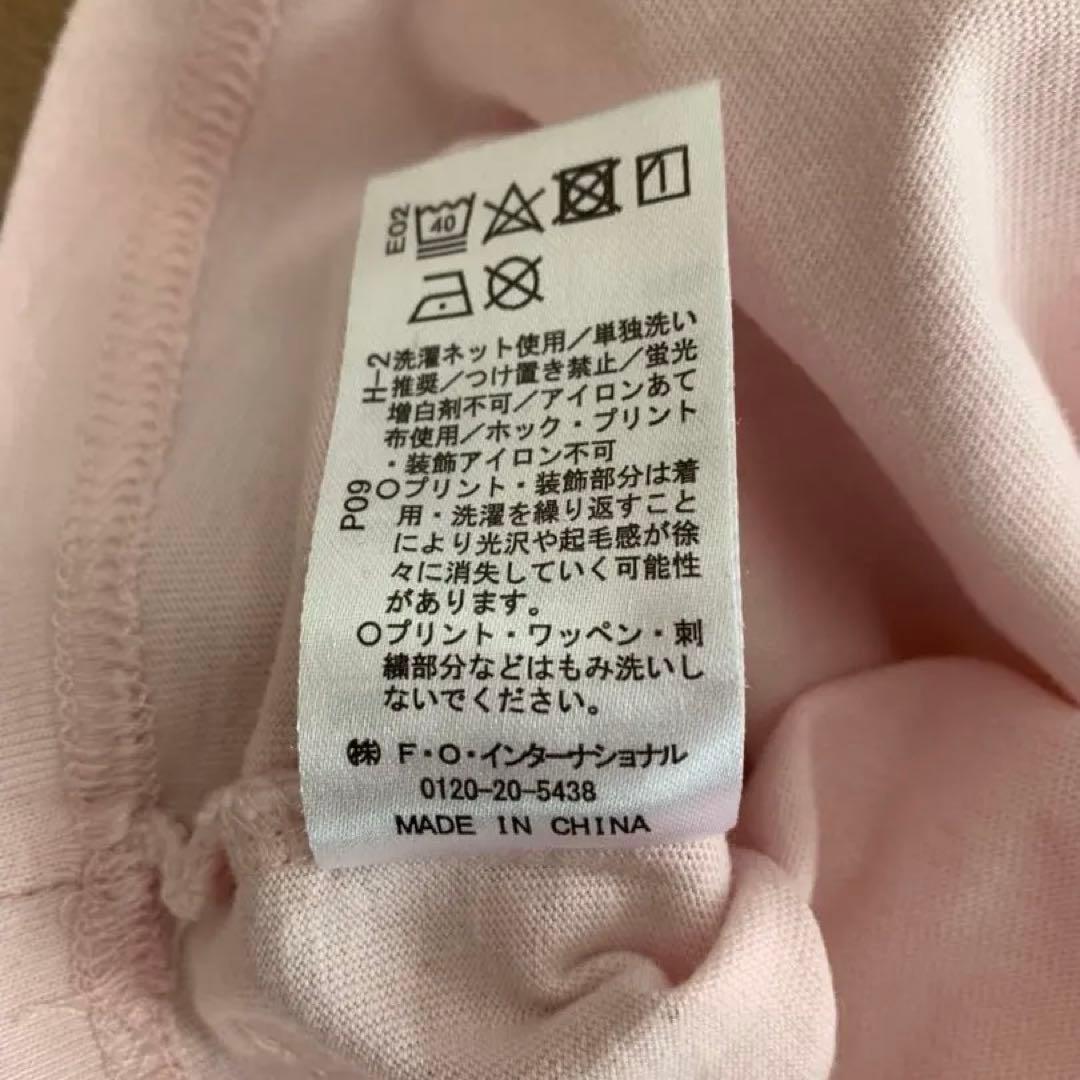 E02 40
H-2 洗濯ネット使用／単独洗い
推奨／つけ置き禁止／蛍光
増白剤不可／アイロンあて
布使用／ホック・プリント
・装飾アイロン不可
P09 ○プリント・装飾部分は着
用・洗濯を繰り返すこと
により光沢や起毛感が徐
々に消失していく可能性
があります。
○プリント・ワッペン・刺
繍部分などはもみ洗いし
ないでください。
㈱ F・O・インターナショナル
0120-20-5438
MADE IN CHINA